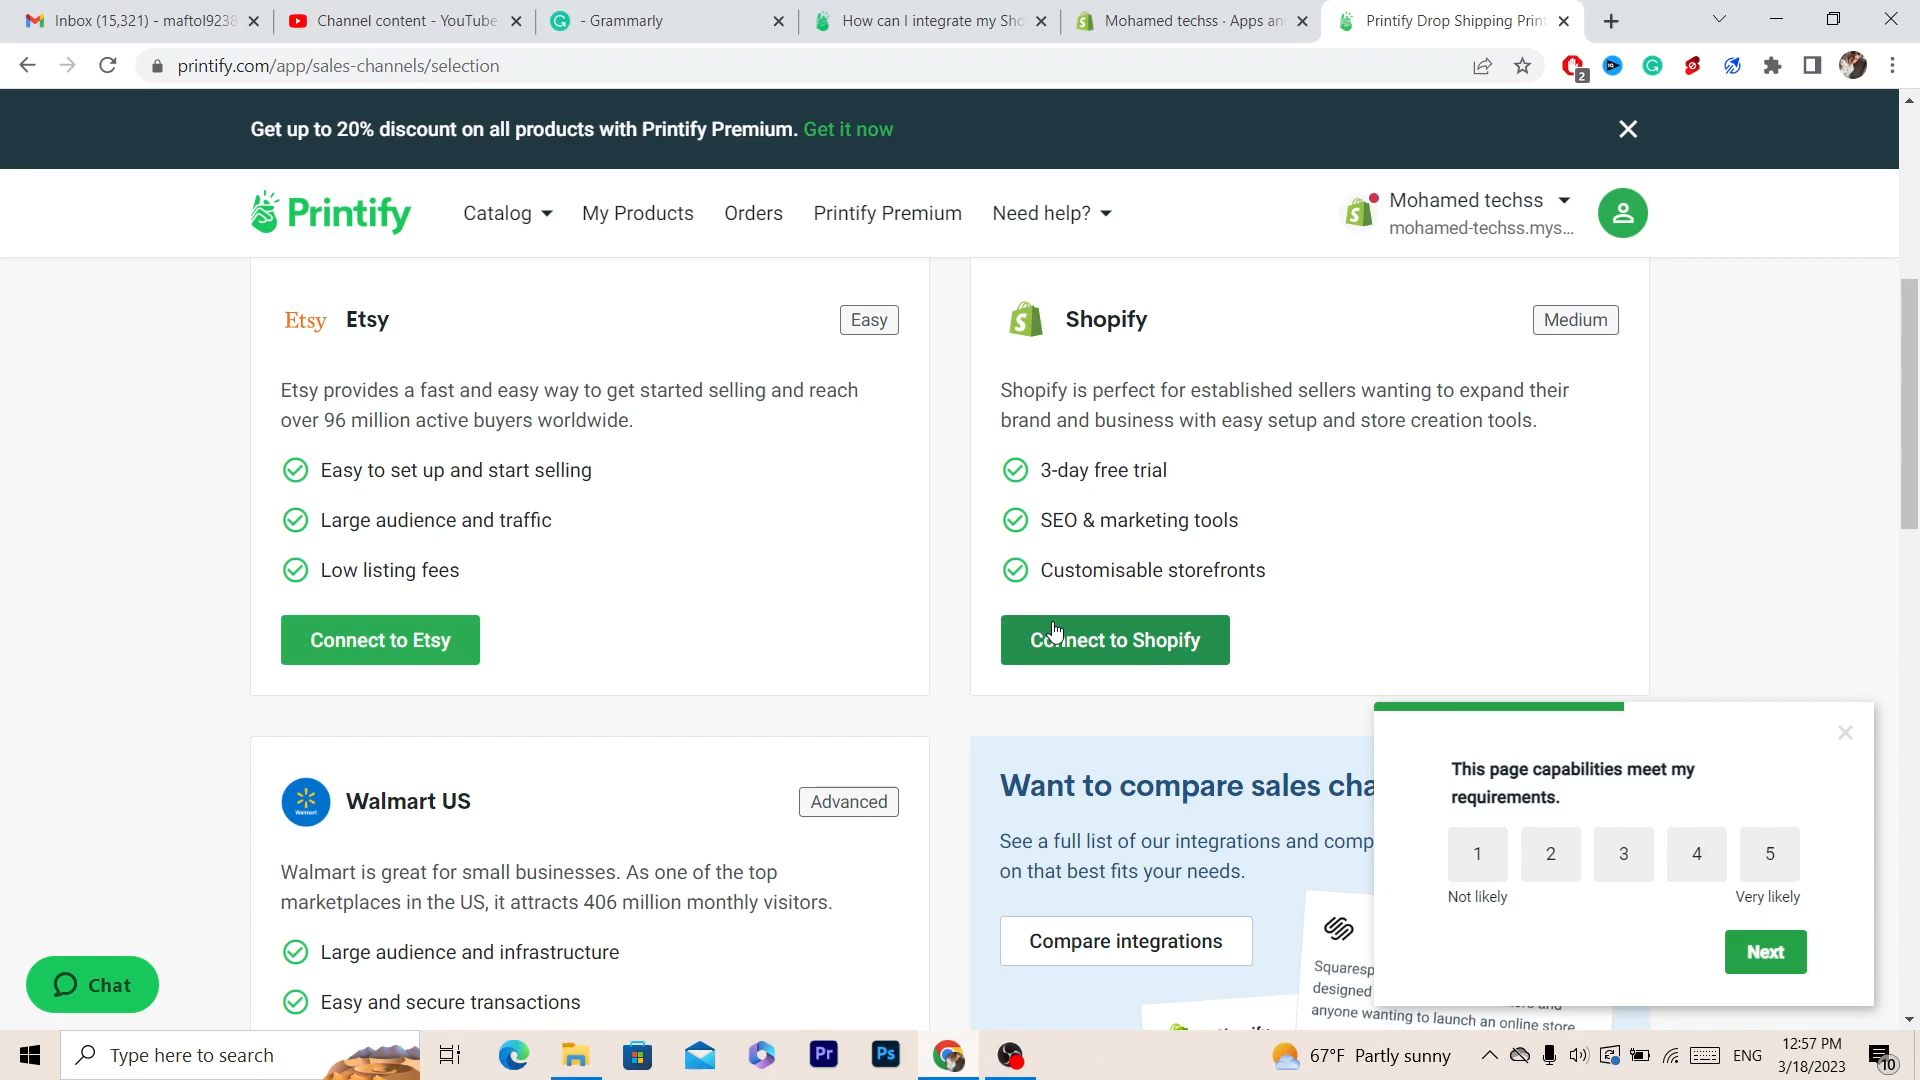 Inbox (15,321) - maftol9238
Channel content - YouTube
- Grammarly
How can I integrate my Sho
Mohamed techss · Apps an
Printify Drop Shipping Print
printify.com/app/sales-channels/selection
2
Get up to 20% discount on all products with Printify Premium. Get it now
Printify
Catalog
My Products
Orders
Printify Premium
Need help?
Mohamed techss
mohamed-techss.mys...
Etsy Etsy
Easy
Etsy provides a fast and easy way to get started selling and reach
over 96 million active buyers worldwide.
Easy to set up and start selling
Large audience and traffic
Low listing fees
Connect to Etsy
Shopify
Medium
Shopify is perfect for established sellers wanting to expand their
brand and business with easy setup and store creation tools.
3-day free trial
SEO & marketing tools
Customisable storefronts
Connect to Shopify
Walmart US
Advanced
Walmart is great for small businesses. As one of the top
marketplaces in the US, it attracts 406 million monthly visitors.
Large audience and infrastructure
Easy and secure transactions
Want to compare sales cha
See a full list of our integrations and comp
on that best fits your needs.
Compare integrations
Squaresp
designed
anyone wanting to launch an online store
This page capabilities meet my
requirements.
1 2 3 4 5
Not likely
Very likely
Next
Chat
Type here to search
Pr
Ps
67°F Partly sunny
ENG
12:57 PM
3/18/2023
10